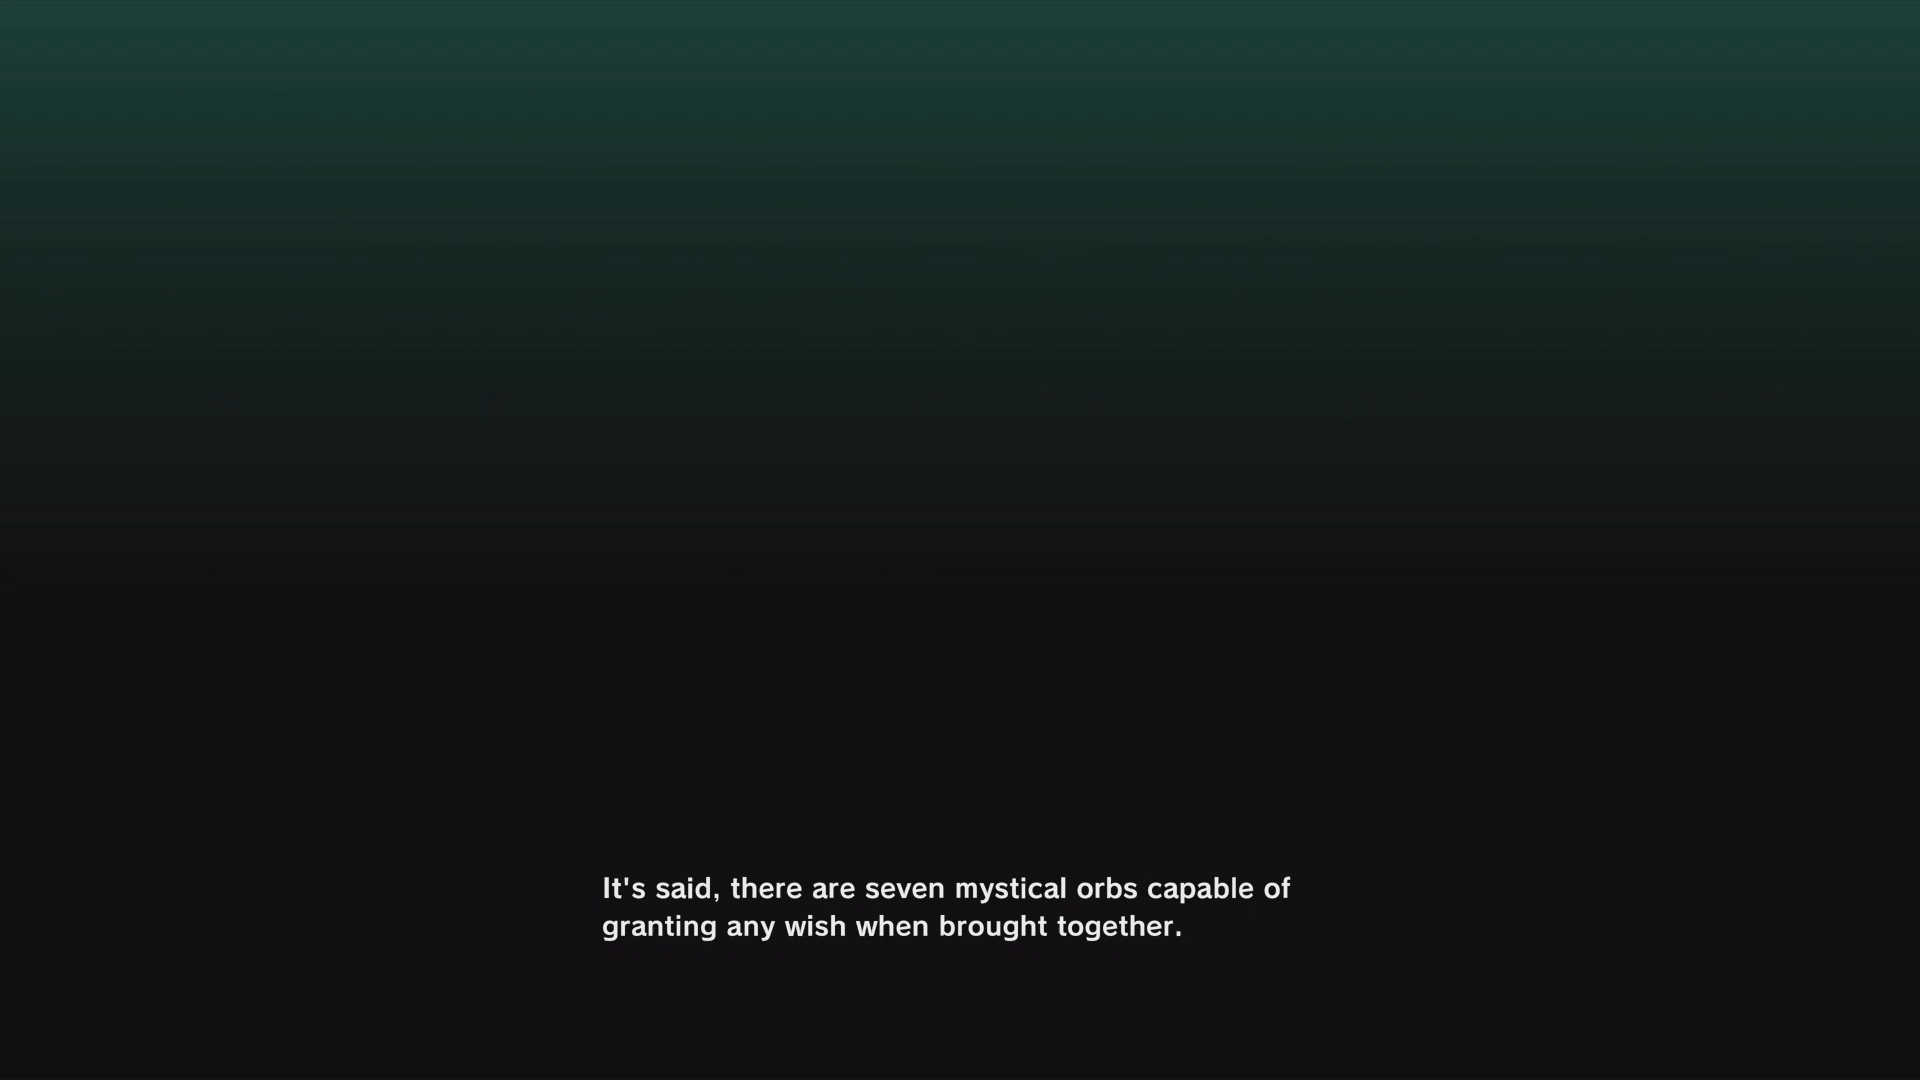 It's said, there are seven mystical orbs capable of
granting any wish when brought together.